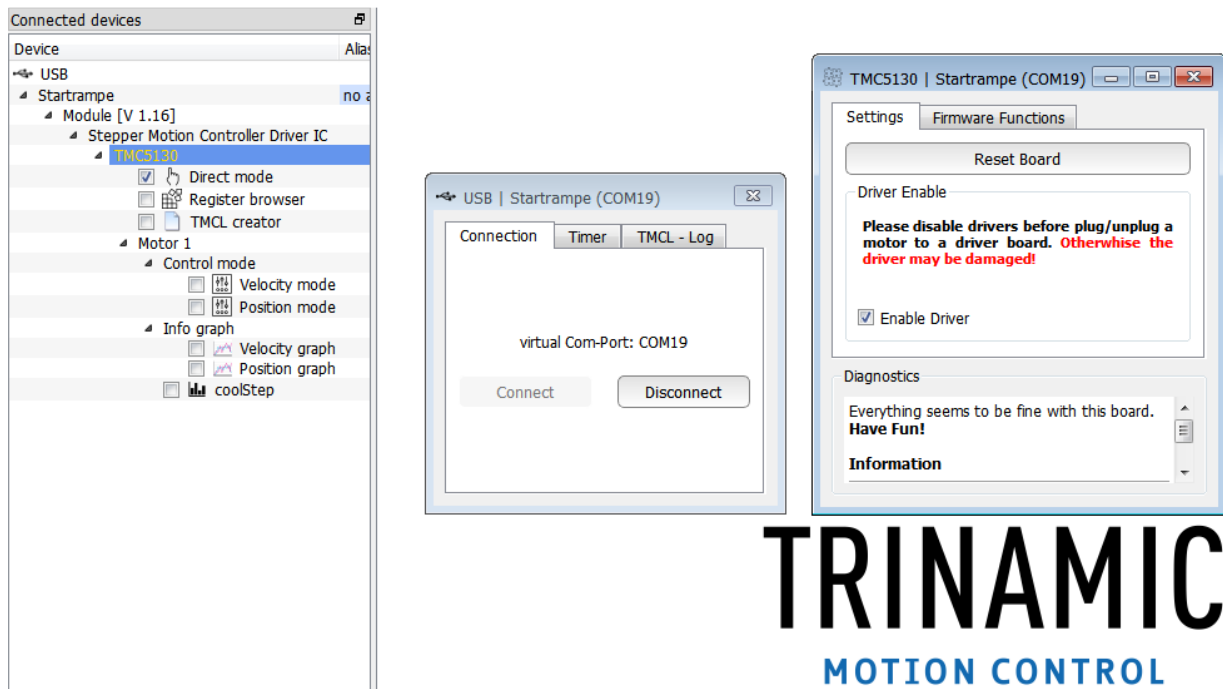 Connected devices
Device
USB
Startrampe
Module [V 1.16]
Stepper Motion Controller Driver IC
TMC5130
Direct mode
Register browser
TMCL creator
Motor 1
Control mode
Velocity mode
Position mode
Info graph
Velocity graph
Position graph
coolStep
USB | Startrampe (COM19)
Connection Timer TMCL - Log
virtual Com-Port: COM19
Connect Disconnect
TMC5130 | Startrampe (COM19)
Settings Firmware Functions
Reset Board
Driver Enable
Please disable drivers before plug/unplug a
motor to a driver board. Otherwhise the
driver may be damaged!
Enable Driver
Diagnostics
Everything seems to be fine with this board.
Have Fun!
Information
TRINAMIC
MOTION CONTROL